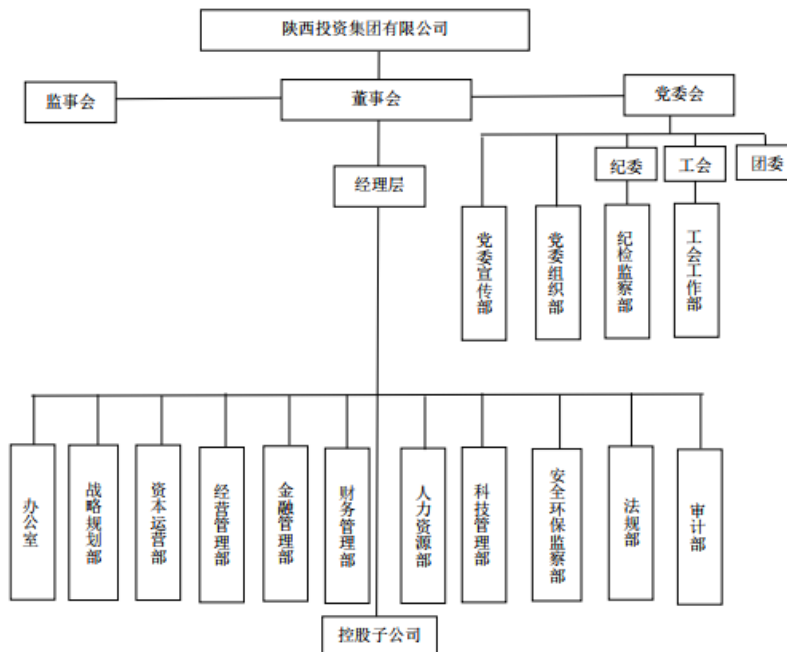 陕西投资集团有限公司
监事会
董事会
党委会
经理层
纪委
工会
团委
党委宣传部
党委组织部
纪检监察部
工会工作部
办公室
战略规划部
资本运营部
经营管理部
金融管理部
财务管理部
人力资源部
科技管理部
安全环保监察部
法规部
审计部
控股子公司